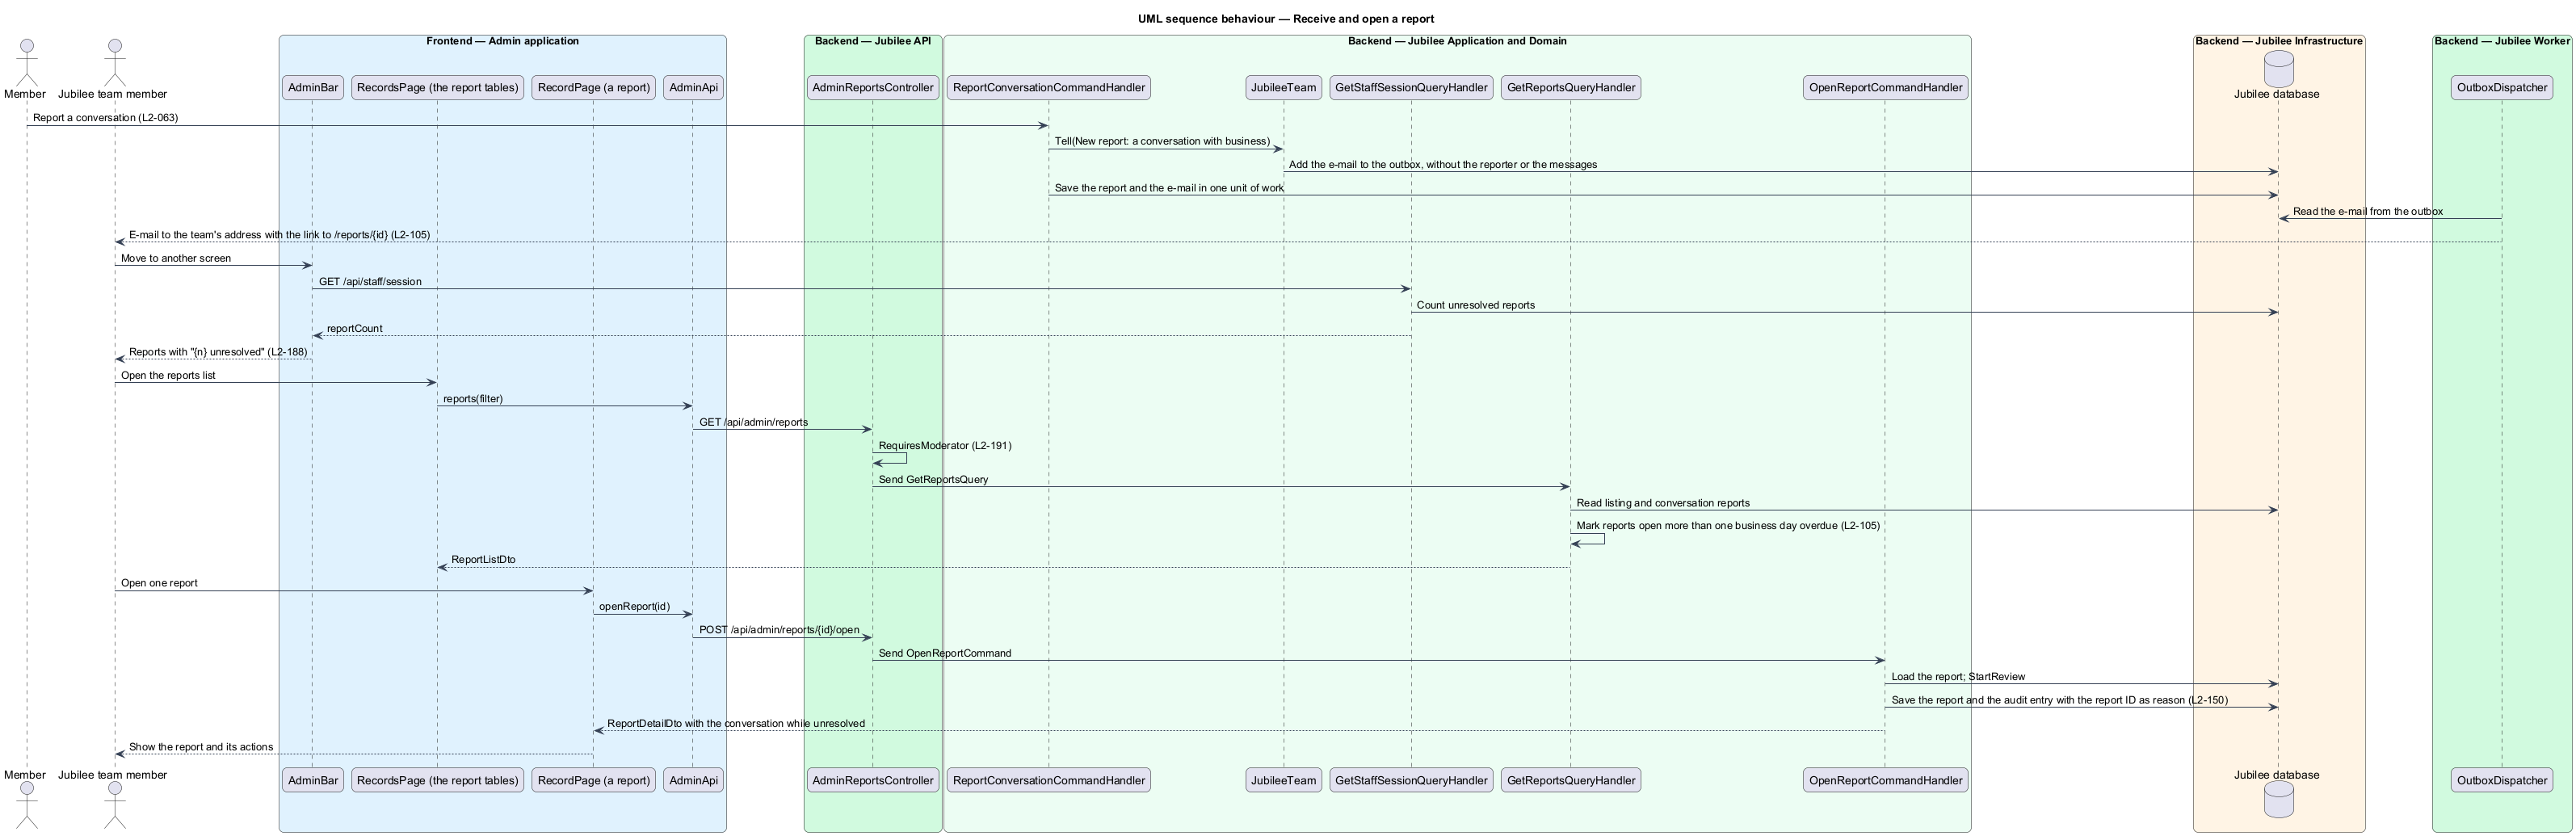 UML sequence behaviour — Receive and open a report
Frontend — Admin application
Backend — Jubilee API
Backend — Jubilee Application and Domain
Backend — Jubilee Infrastructure
Backend — Jubilee Worker
Member
Jubilee team member
AdminBar
RecordsPage (the report tables)
RecordPage (a report)
AdminApi
AdminReportsController
ReportConversationCommandHandler
JubileeTeam
GetStaffSessionQueryHandler
GetReportsQueryHandler
OpenReportCommandHandler
Jubilee database
OutboxDispatcher
Report a conversation (L2-063)
Tell(New report: a conversation with business)
Add the e-mail to the outbox, without the reporter or the messages
Save the report and the e-mail in one unit of work
Read the e-mail from the outbox
E-mail to the team's address with the link to /reports/{id} (L2-105)
Move to another screen
GET /api/staff/session
Count unresolved reports
reportCount
Reports with "{n} unresolved" (L2-188)
Open the reports list
reports(filter)
GET /api/admin/reports
RequiresModerator (L2-191)
Send GetReportsQuery
Read listing and conversation reports
Mark reports open more than one business day overdue (L2-105)
ReportListDto
Open one report
openReport(id)
POST /api/admin/reports/{id}/open
Send OpenReportCommand
Load the report; StartReview
Save the report and the audit entry with the report ID as reason (L2-150)
ReportDetailDto with the conversation while unresolved
Show the report and its actions
Member
Jubilee team member
AdminBar
RecordsPage (the report tables)
RecordPage (a report)
AdminApi
AdminReportsController
ReportConversationCommandHandler
JubileeTeam
GetStaffSessionQueryHandler
GetReportsQueryHandler
OpenReportCommandHandler
Jubilee database
OutboxDispatcher